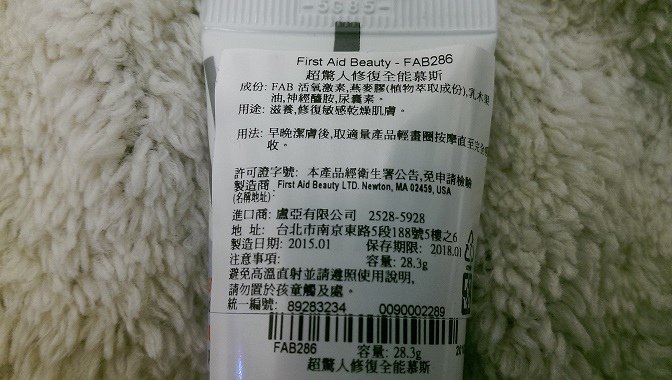 -5G85-
First Aid Beauty - FAB286
超驚人修復全能慕斯
成份: FAB 活氧激素,燕麥膠(植物萃取成份),乳木果
油,神經醯胺,尿囊素。
用途: 滋養,修復敏感乾燥肌膚。
用法: 早晚潔膚後,取適量產品輕畫圈按摩直至完全
收。
許可證字號: 本產品經衛生署公告,免申請檢驗
製造商 First Aid Beauty LTD. Newton, MA 02459, USA
(名稱地址):
進口商: 盧亞有限公司 2528-5928
地 址: 台北市南京東路5段188號5樓之6
製造日期: 2015.01 保存期限: 2018.01
注意事項: 容量: 28.3g
避免高溫直射並請遵照使用說明,
請勿置於孩童觸及處。
統一編號: 89283234 0090002289
FAB286 容量: 28.3g
超驚人修復全能慕斯